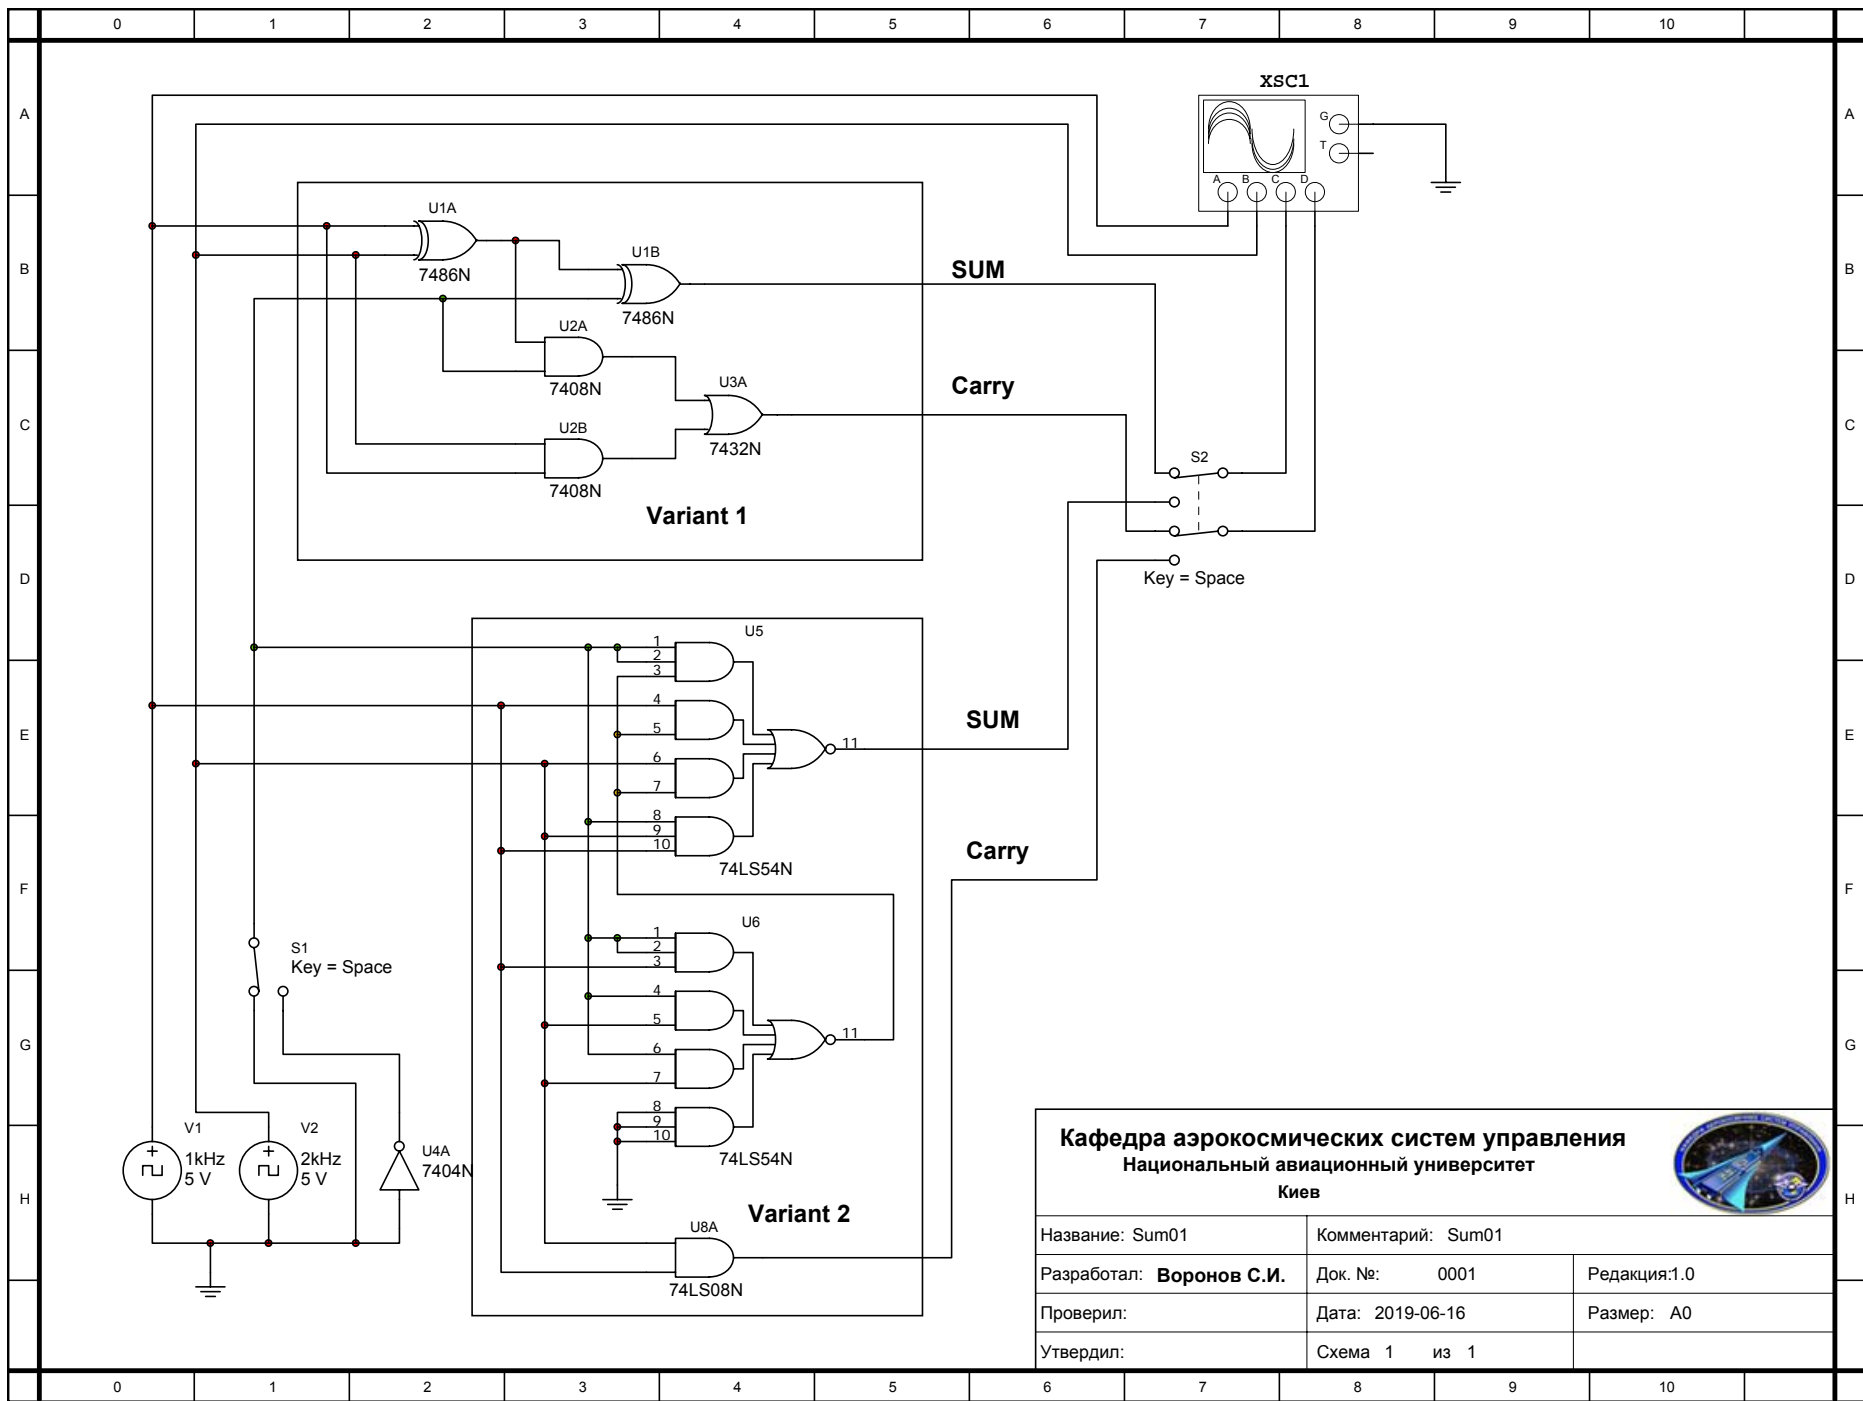 0 1 2 3 4 5 6 7 8 9 10
XSC1
A A
G
T
A B C D
U1A
7486N
B B
U1B
SUM
7486N
U2A
7408N
U3A
Carry
C C
U2B
7432N
7408N
S2
Variant 1
D D
Key = Space
U5
1
2
3
4
SUM
E E
5
11
6
7
8
9
10
Carry
74LS54N
F F
U6
1
2
3
S1
Key = Space
4
5
11
G G
6
7
8
9
10
V1
1kHz
5 V
V2
2kHz
5 V
U4A
7404N
74LS54N
H H
Variant 2
U8A
74LS08N
Кафедра аэрокосмических систем управления
Национальный авиационный университет
Киев
Название: Sum01 Комментарий: Sum01
Разработал: Воронов С.И. Док. №: 0001 Редакция:1.0
Проверил: Дата: 2019-06-16 Размер: A0
Утвердил: Схема 1 из 1
0 1 2 3 4 5 6 7 8 9 10